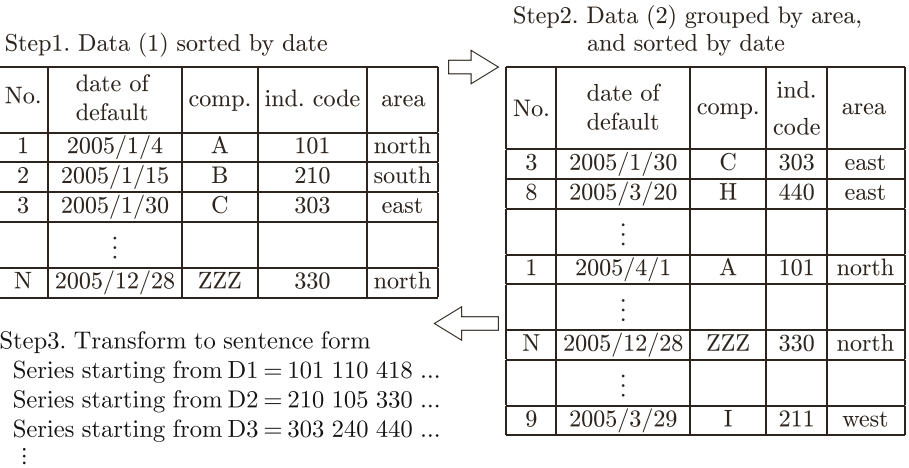 Step1. Data (1) sorted by date
No. date of default comp. ind. code area
1 2005/1/4 A 101 north
2 2005/1/15 B 210 south
3 2005/1/30 C 303 east
⋮
N 2005/12/28 ZZZ 330 north
Step2. Data (2) grouped by area,
and sorted by date
No. date of default comp. ind. code area
3 2005/1/30 C 303 east
8 2005/3/20 H 440 east
⋮
1 2005/4/1 A 101 north
⋮
N 2005/12/28 ZZZ 330 north
⋮
9 2005/3/29 I 211 west
Step3. Transform to sentence form
Series starting from D1 = 101 110 418 ...
Series starting from D2 = 210 105 330 ...
Series starting from D3 = 303 240 440 ...
⋮